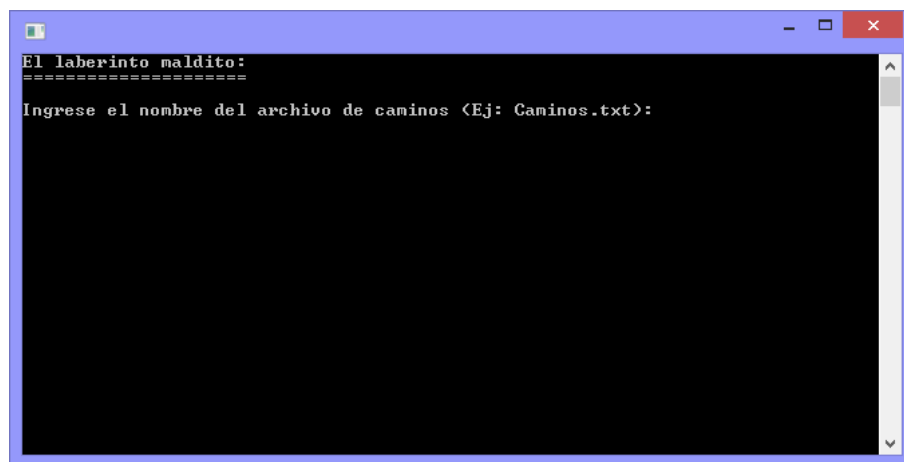 El laberinto maldito:
=====================
Ingrese el nombre del archivo de caminos (Ej: Caminos.txt):